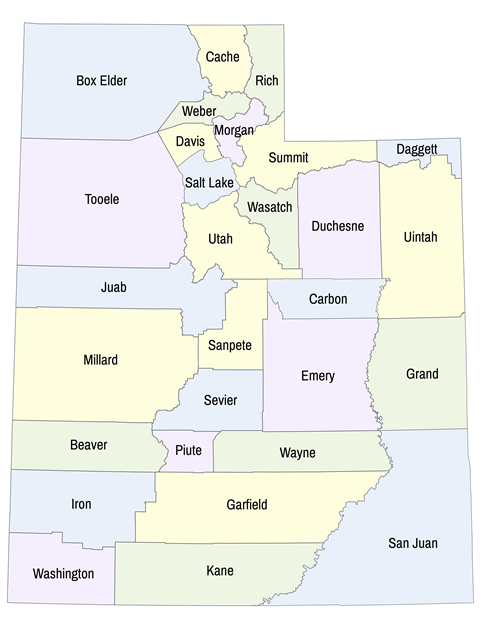 Cache
Box Elder
Rich
Weber
Morgan
Davis
Daggett
Summit
Salt Lake
Tooele
Wasatch
Duchesne
Utah
Uintah
Juab
Carbon
Sanpete
Millard
Emery
Grand
Sevier
Beaver
Piute
Wayne
Iron
Garfield
San Juan
Kane
Washington